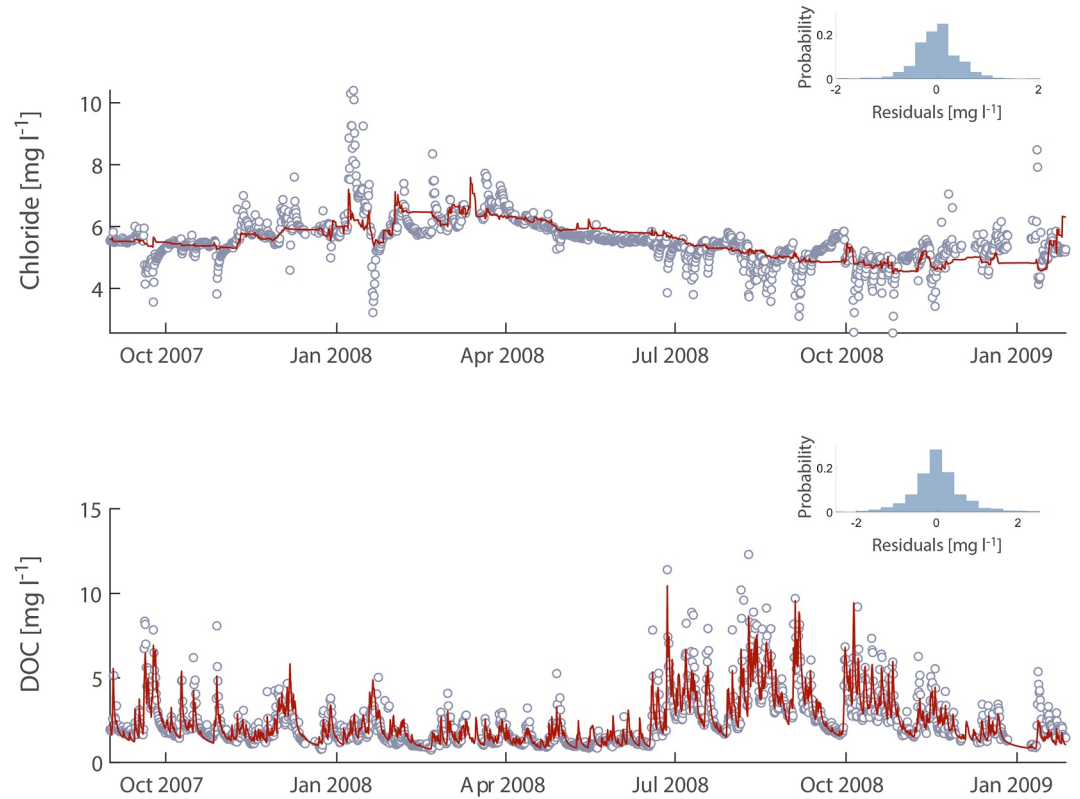 Probability
0.2
0
-2
0
2
Residuals [mg l-1]
Chloride [mg l-1]
10
8
6
4
Oct 2007
Jan 2008
Apr 2008
Jul 2008
Oct 2008
Jan 2009
Probability
0.2
0
-2
0
2
Residuals [mg l-1]
DOC [mg l-1]
15
10
5
0
Oct 2007
Jan 2008
Apr 2008
Jul 2008
Oct 2008
Jan 2009